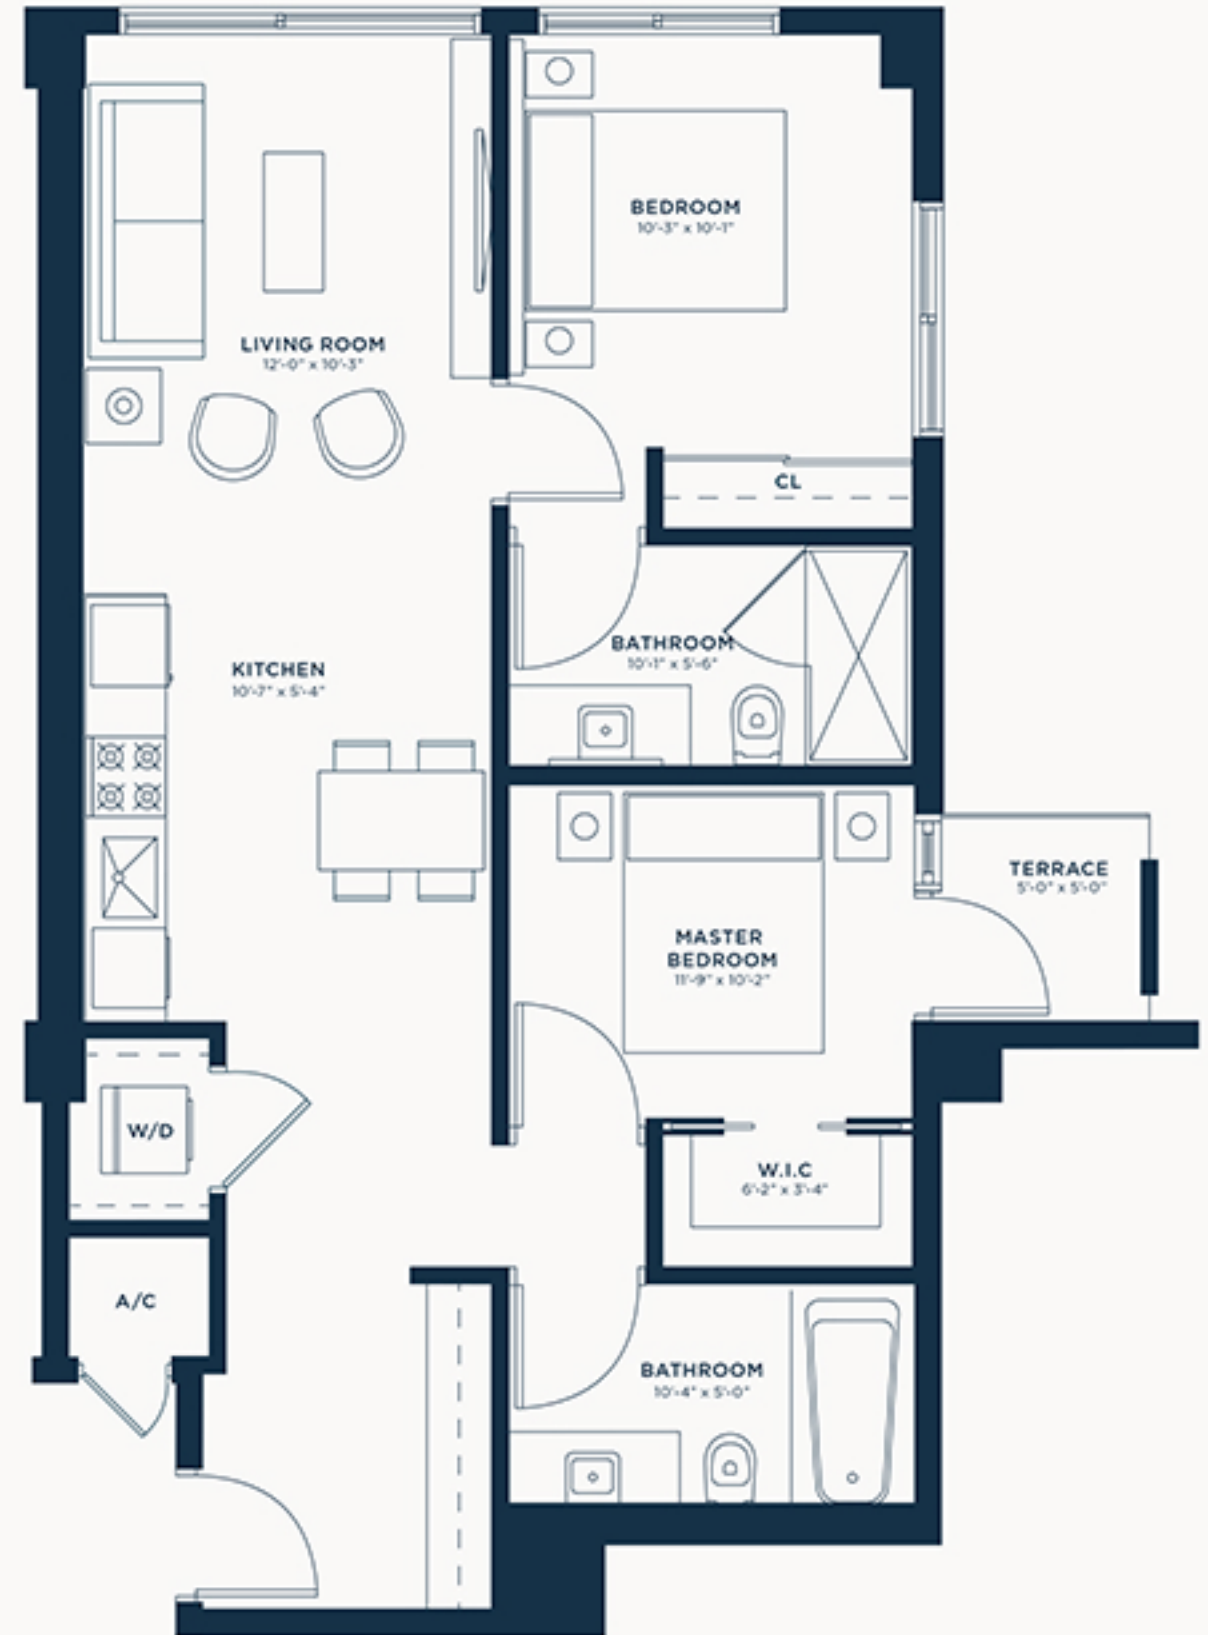 BEDROOM
10'-3" x 10'-1"
LIVING ROOM
12'-0" x 10'-3"
CL
BATHROOM
10'-1" x 5'-6"
KITCHEN
10'-7" x 5'-4"
TERRACE
5'-0" x 5'-0"
MASTER
BEDROOM
11'-9" x 10'-2"
W/D
W.I.C
6'-2" x 3'-4"
A/C
BATHROOM
10'-4" x 5'-0"